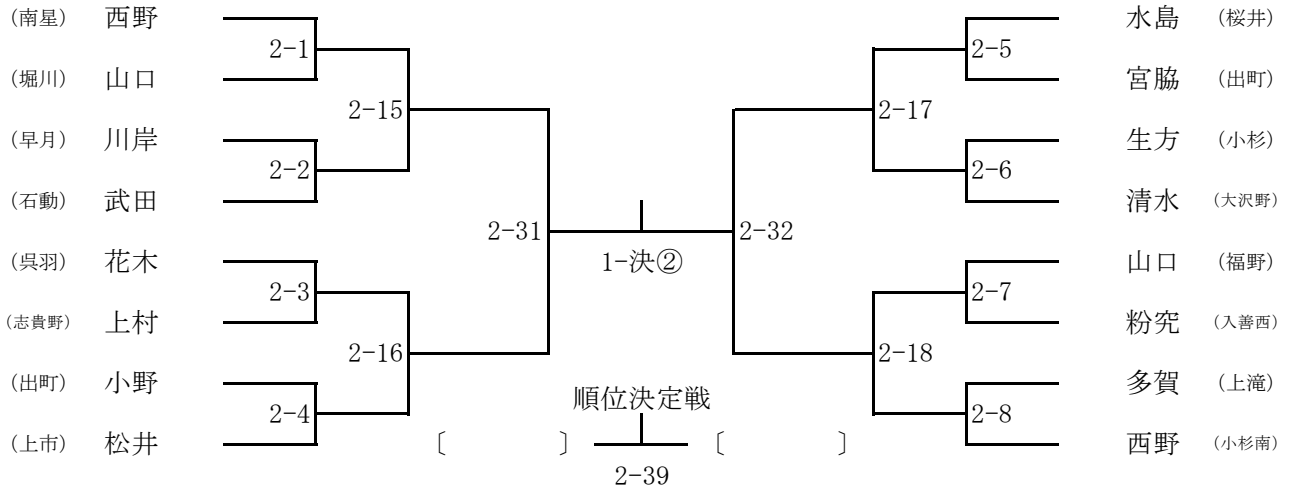 (南星) 西野 水島 (桜井)
2-1 2-5
(堀川) 山口 宮脇 (出町)
2-15 2-17
(早月) 川岸 生方 (小杉)
2-2 2-6
(石動) 武田 清水 (大沢野)
2-31 2-32
(呉羽) 花木 1-決② 山口 (福野)
2-3 2-7
(志貴野) 上村 粉究 (入善西)
2-16 2-18
(出町) 小野 多賀 (上滝)
順位決定戦
2-4 2-8
(上市) 松井 〔 〕 〔 〕 西野 (小杉南)
2-39